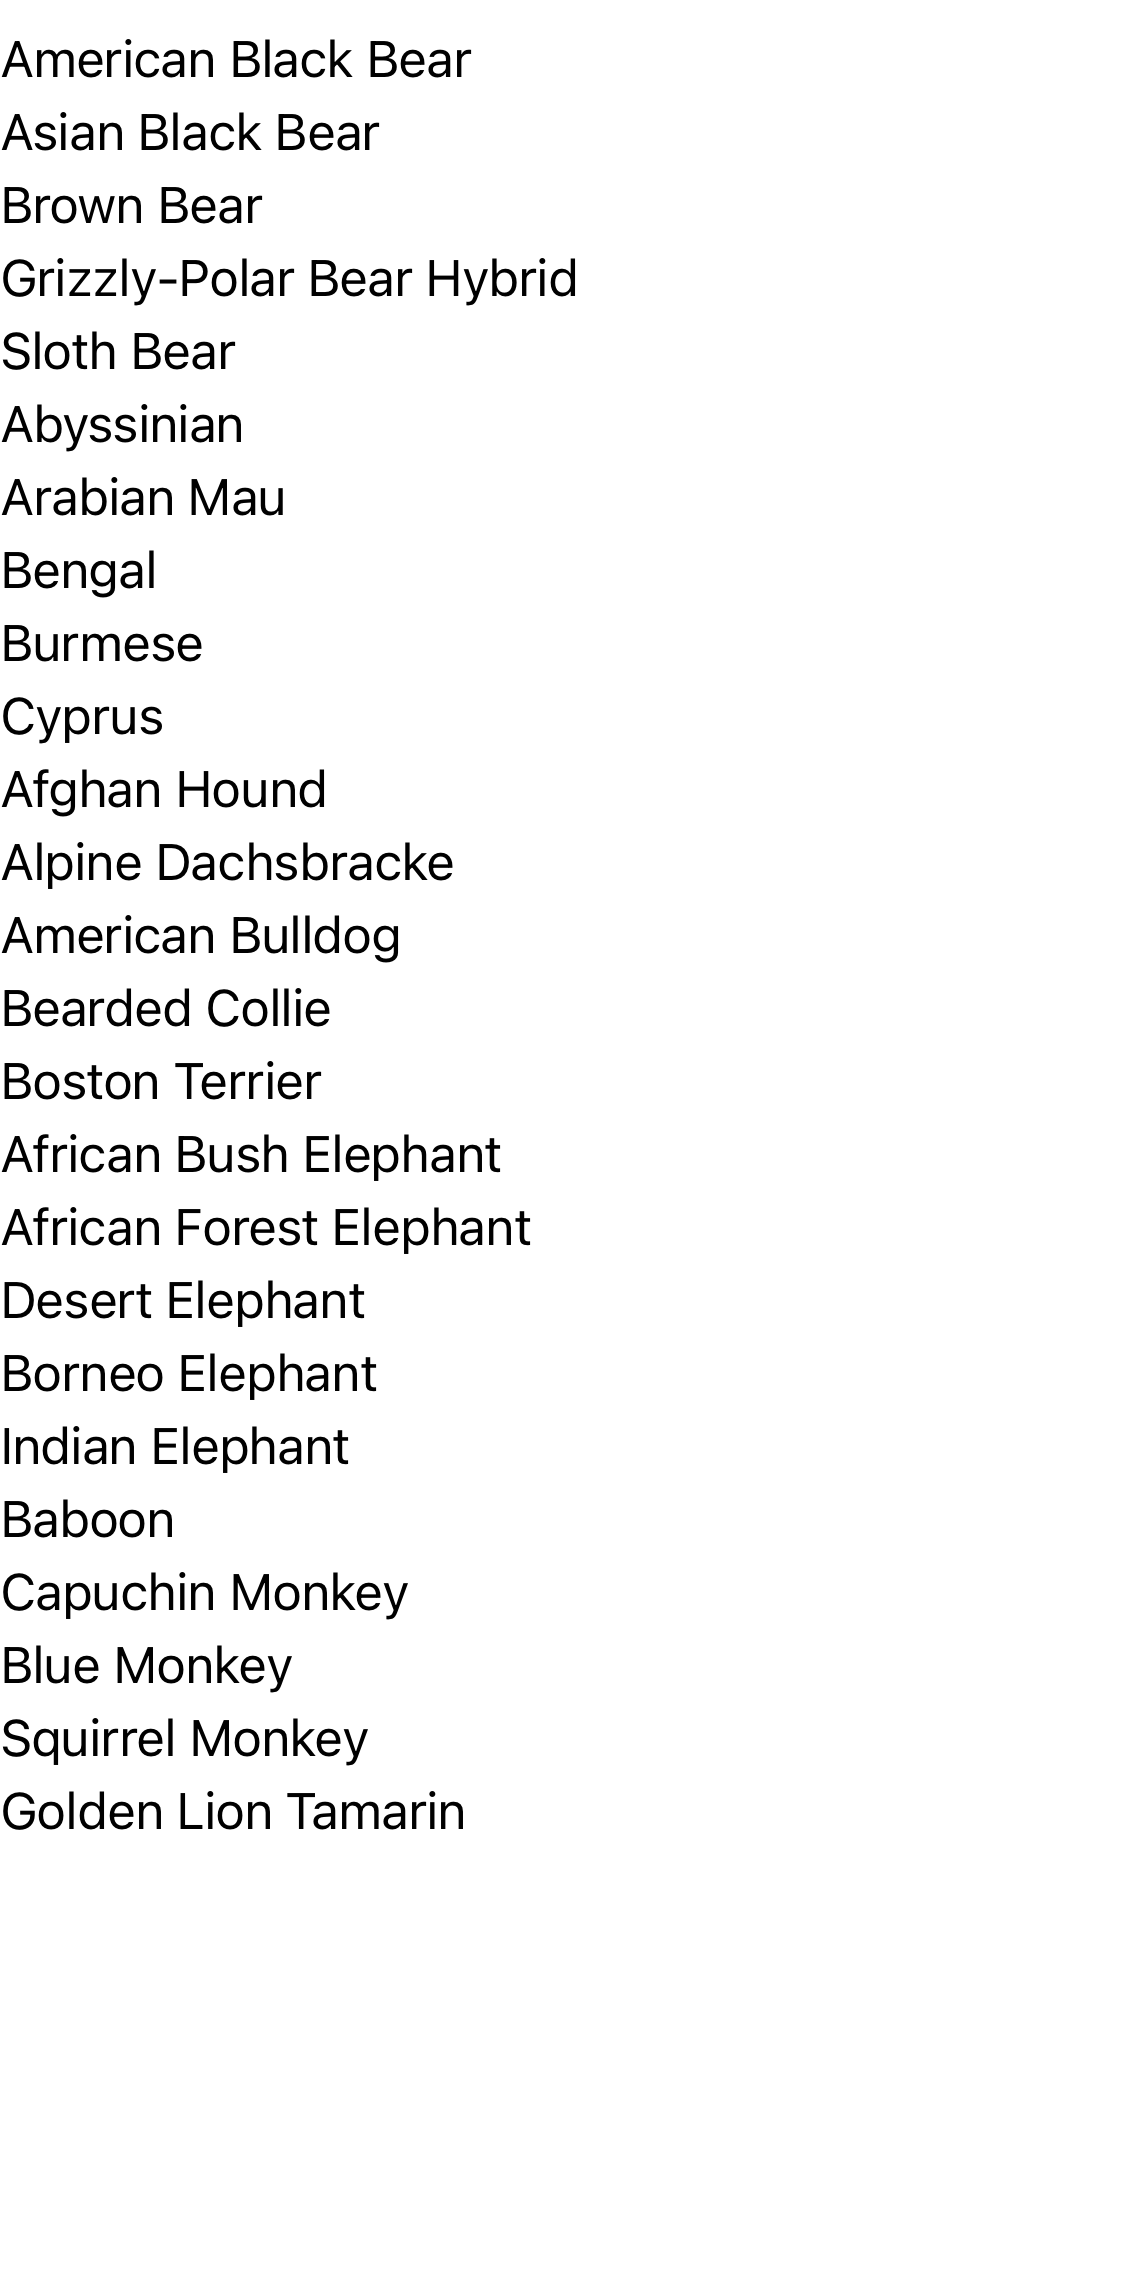 American Black Bear
Asian Black Bear
Brown Bear
Grizzly-Polar Bear Hybrid
Sloth Bear
Abyssinian
Arabian Mau
Bengal
Burmese
Cyprus
Afghan Hound
Alpine Dachsbracke
American Bulldog
Bearded Collie
Boston Terrier
African Bush Elephant
African Forest Elephant
Desert Elephant
Borneo Elephant
Indian Elephant
Baboon
Capuchin Monkey
Blue Monkey
Squirrel Monkey
Golden Lion Tamarin